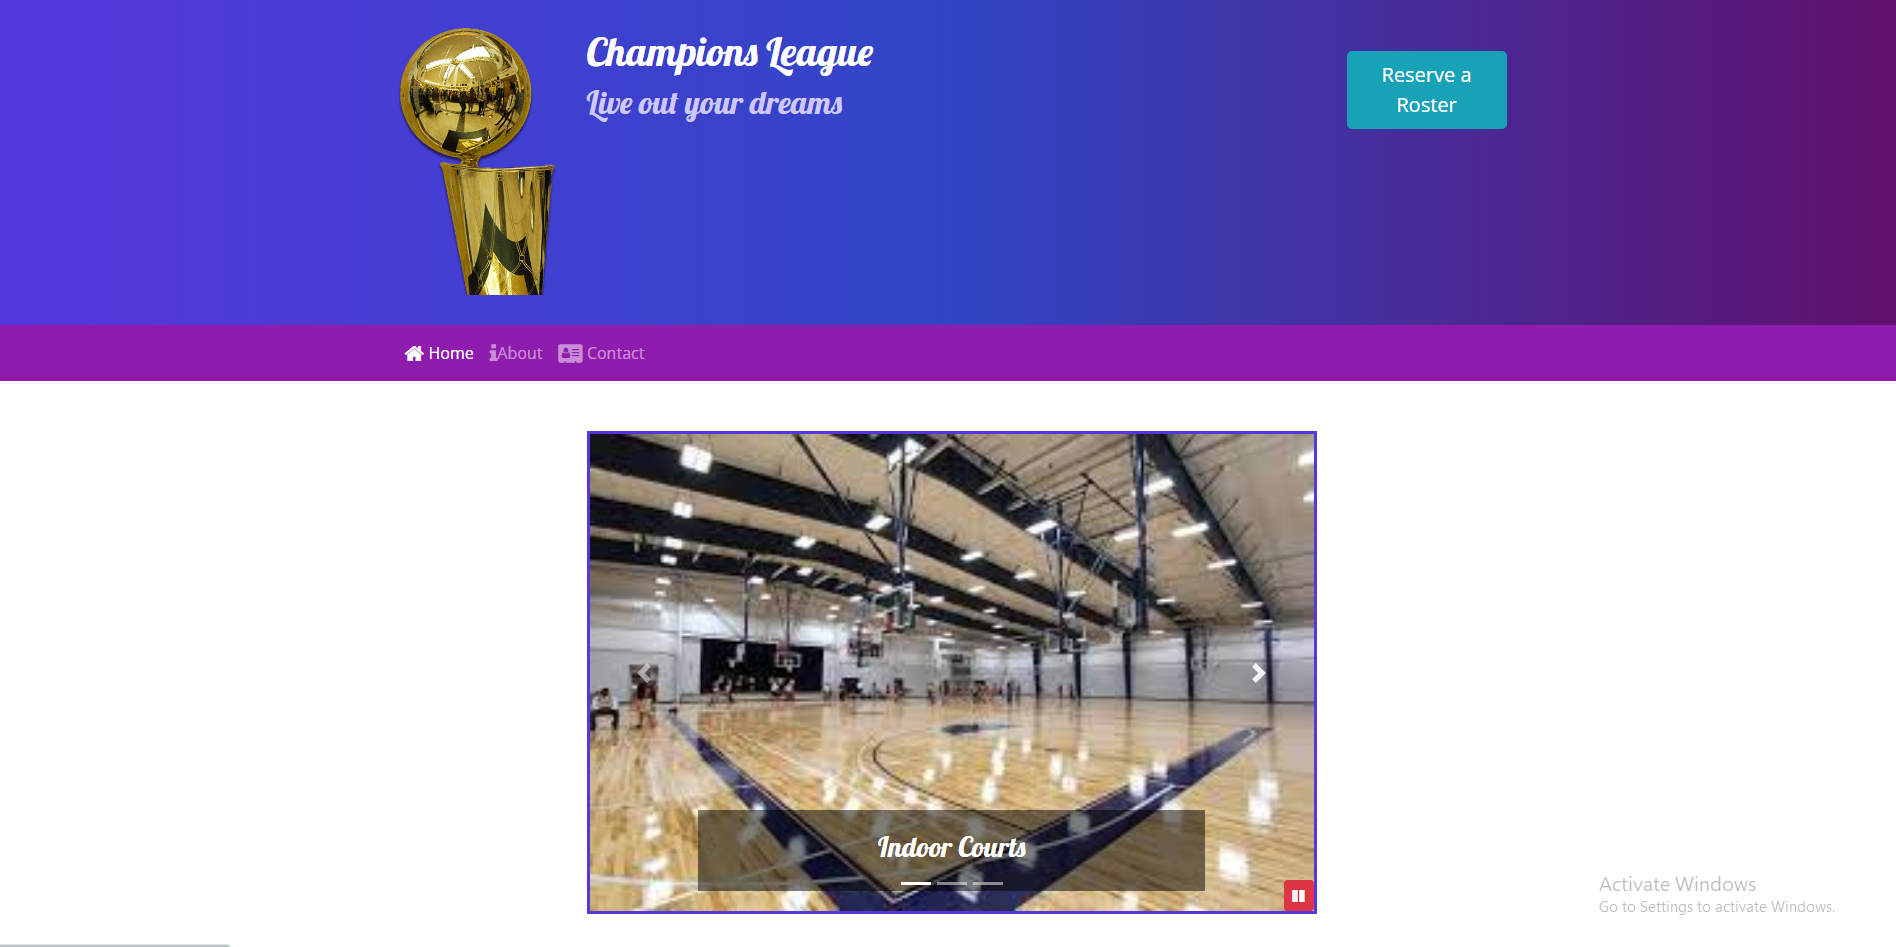 Champions League
Live out your dreams
Reserve a
Roster
Home About Contact
Indoor Courts
Activate Windows
Go to Settings to activate Windows.